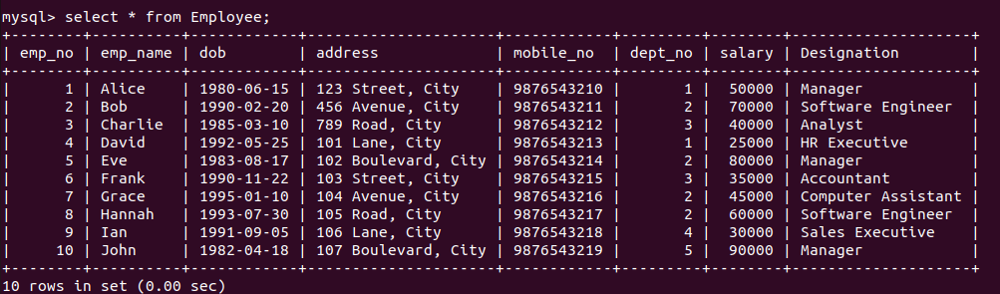 mysql> select * from Employee;
+--------+----------+------------+--------------------+------------+---------+--------+--------------------+
| emp_no | emp_name | dob        | address            | mobile_no  | dept_no | salary | Designation        |
+--------+----------+------------+--------------------+------------+---------+--------+--------------------+
|      1 | Alice    | 1980-06-15 | 123 Street, City   | 9876543210 |       1 |  50000 | Manager            |
|      2 | Bob      | 1990-02-20 | 456 Avenue, City   | 9876543211 |       2 |  70000 | Software Engineer  |
|      3 | Charlie  | 1985-03-10 | 789 Road, City     | 9876543212 |       3 |  40000 | Analyst            |
|      4 | David    | 1992-05-25 | 101 Lane, City     | 9876543213 |       1 |  25000 | HR Executive       |
|      5 | Eve      | 1983-08-17 | 102 Boulevard, City | 9876543214 |       2 |  80000 | Manager            |
|      6 | Frank    | 1990-11-22 | 103 Street, City   | 9876543215 |       3 |  35000 | Accountant         |
|      7 | Grace    | 1995-01-10 | 104 Avenue, City   | 9876543216 |       2 |  45000 | Computer Assistant |
|      8 | Hannah   | 1993-07-30 | 105 Road, City     | 9876543217 |       2 |  60000 | Software Engineer  |
|      9 | Ian      | 1991-09-05 | 106 Lane, City     | 9876543218 |       4 |  30000 | Sales Executive    |
|     10 | John     | 1982-04-18 | 107 Boulevard, City | 9876543219 |       5 |  90000 | Manager            |
+--------+----------+------------+--------------------+------------+---------+--------+--------------------+
10 rows in set (0.00 sec)